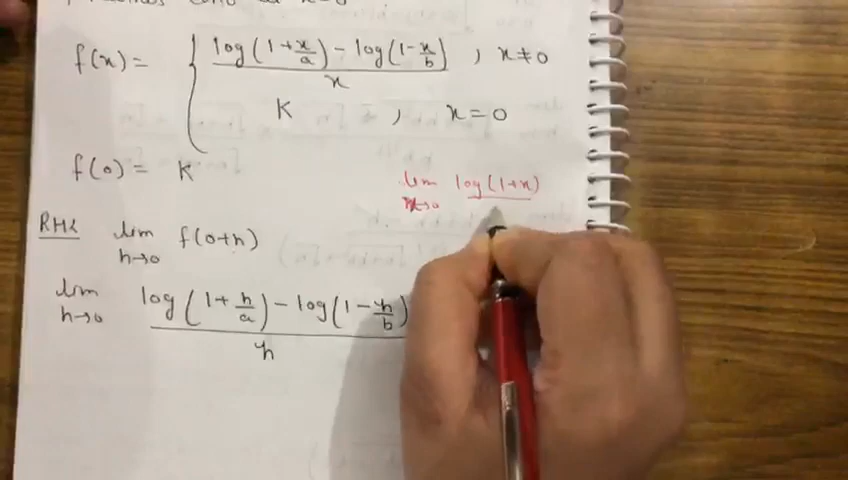 x=0
f(x) = { log(1+x/a) - log(1-x/b) / x , x≠0
K , x=0
f(0) = K
lim x→0 log(1+x)
RHL lim h→0 f(0+h)
lim h→0 log(1+h/a) - log(1-h/b) / h